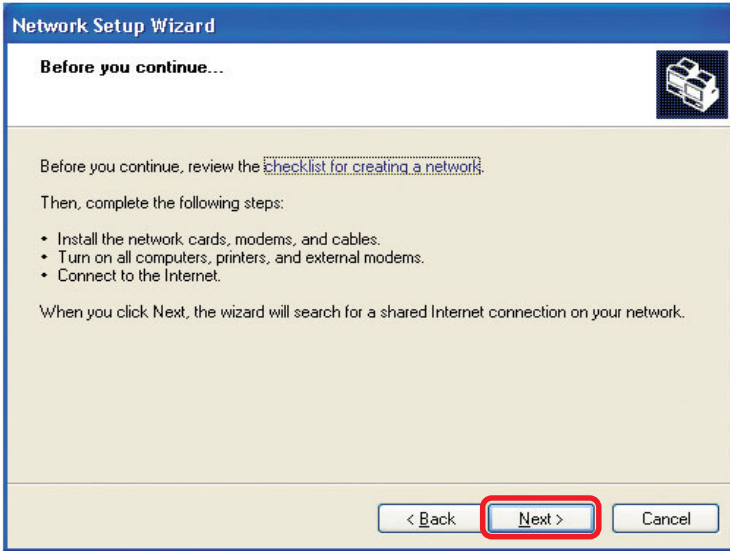 Network Setup Wizard
Before you continue...
Before you continue, review the checklist for creating a network.
Then, complete the following steps:
• Install the network cards, modems, and cables.
• Turn on all computers, printers, and external modems.
• Connect to the Internet.
When you click Next, the wizard will search for a shared Internet connection on your network.
< Back Next > Cancel